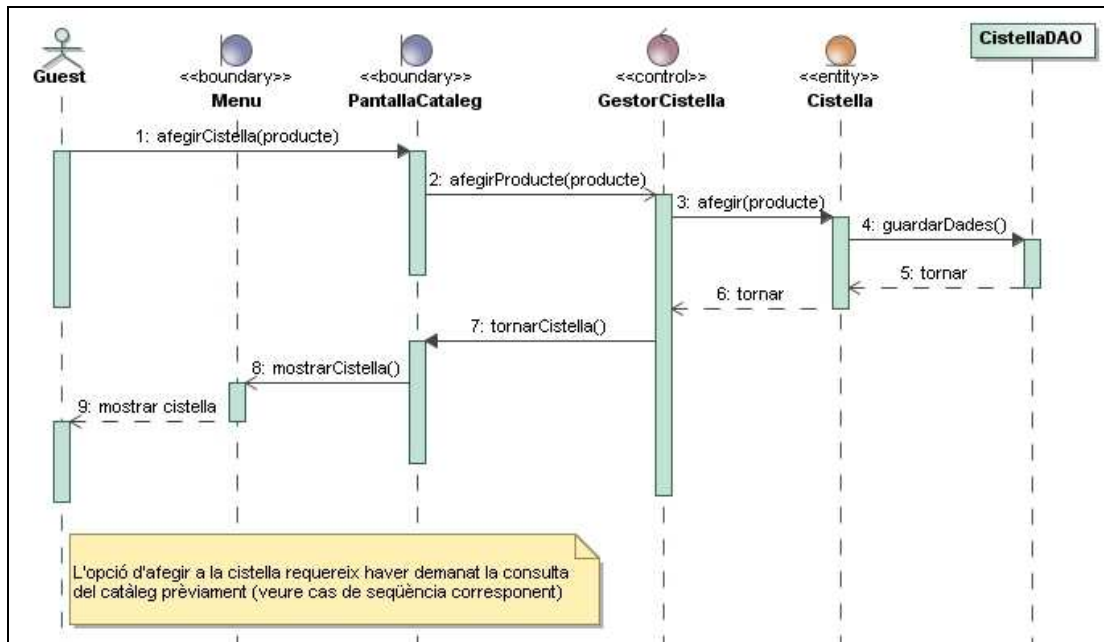 Guest
<<boundary>>
Menu
<<boundary>>
PantallaCataleg
<<control>>
GestorCistella
<<entity>>
Cistella
CistellaDAO
1: afegirCistella(producte)
2: afegirProducte(producte)
3: afegir(producte)
4: guardarDades()
5: tornar
6: tornar
7: tornarCistella()
8: mostrarCistella()
9: mostrar cistella
L'opció d'afegir a la cistella requereix haver demanat la consulta
del catàleg prèviament (veure cas de seqüència corresponent)